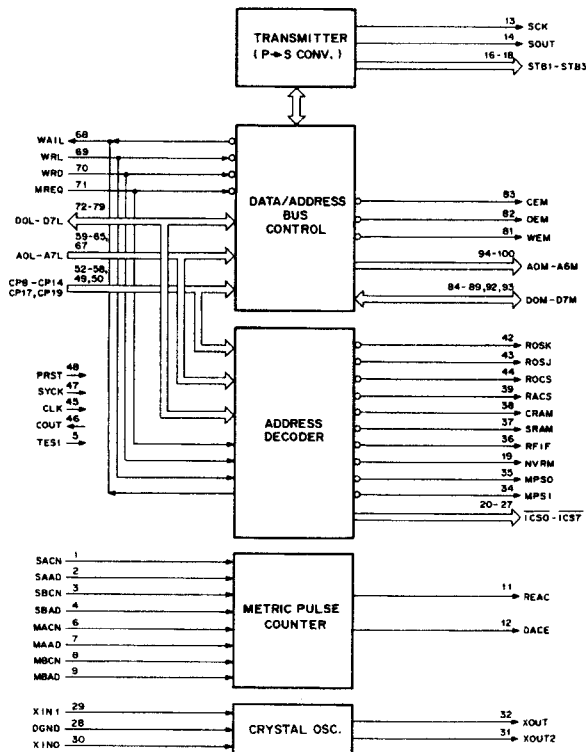 TRANSMITTER
(P➔S CONV.)
13 SCK
14 SOUT
16-18 STB1-STB3
WAIL 68
WRL 69
WRD 70
MREQ 71
DOL-D7L 72-79
AOL-A7L 59-65, 67
CP8-CP14 52-58,
CP17,CP19 49,50
DATA/ADDRESS
BUS
CONTROL
83 CEM
82 OEM
81 WEM
94-100 AOM-A6M
84-89,92,93 DOM-D7M
PRST 48
SYCK 47
CLK 45
COUT 46
TES1 5
ADDRESS
DECODER
42 ROSK
43 ROSJ
44 ROCS
39 RACS
38 CRAM
37 SRAM
36 RFIF
19 NVRM
35 MPS0
34 MPS1
20-27 ICS0-ICS7
SACN 1
SAAD 2
SBCN 3
SBAD 4
MACN 6
MAAD 7
MBCN 8
MBAD 9
METRIC PULSE
COUNTER
11 REAC
12 DACE
XIN1 29
DGND 28
XINO 30
CRYSTAL OSC.
32 XOUT
31 XOUT2